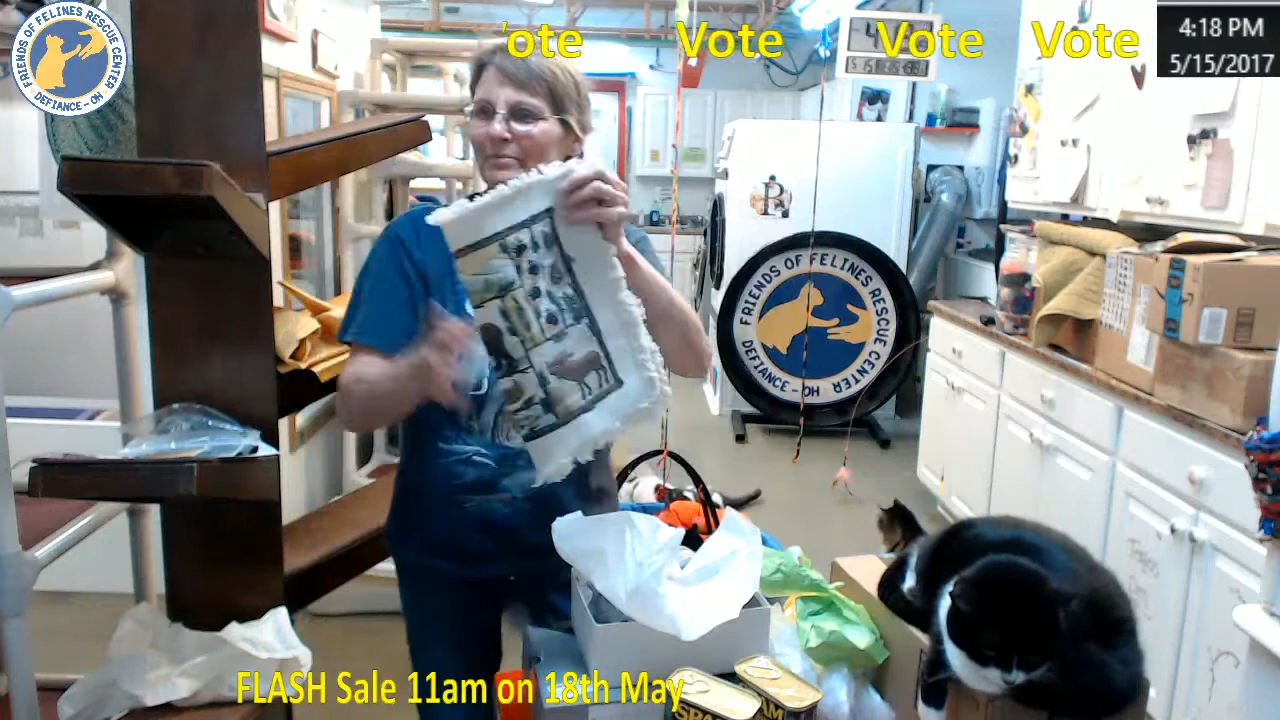 'ote Vote Vote Vote
4:18 PM
5/15/2017
FRIENDS OF FELINES RESCUE CENTER
DEFIANCE - OH
B
FRIENDS OF FELINES RESCUE CENTER
DEFIANCE - OH
FLASH Sale 11am on 18th May
SPAM